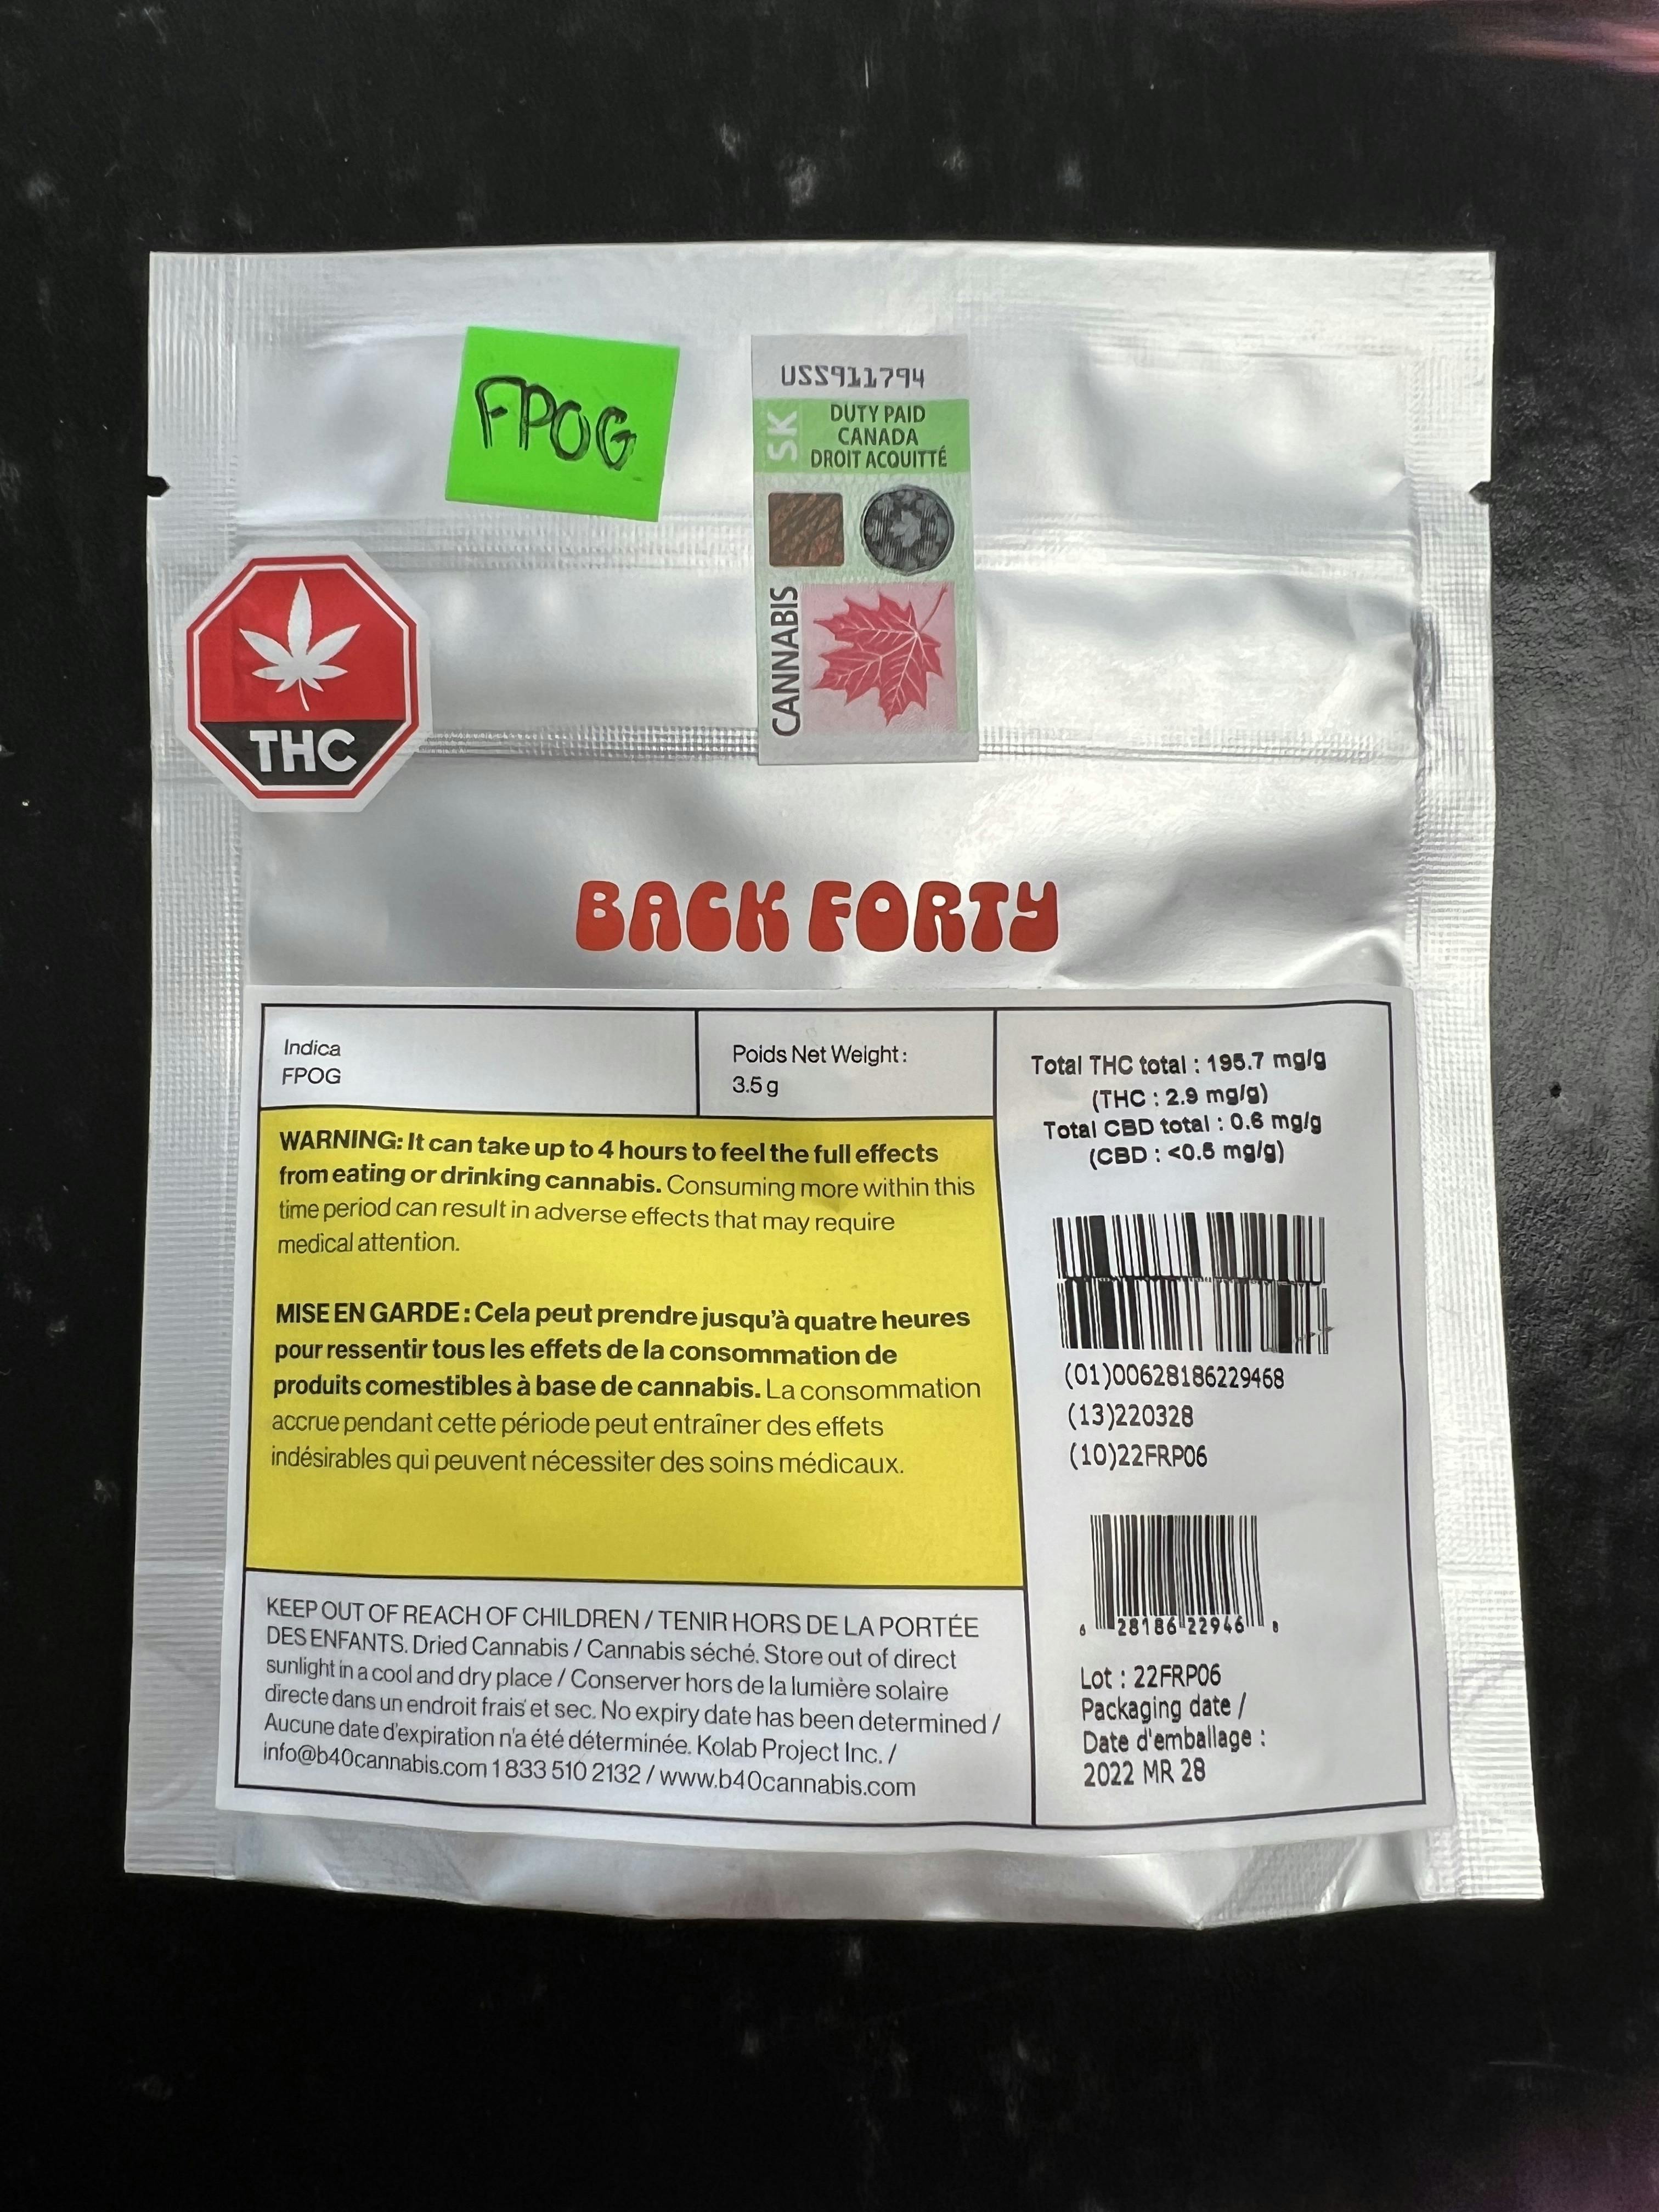 FPOG
USS911794
SK
DUTY PAID
CANADA
DROIT ACQUITTÉ
CANNABIS
THC
BACK FORTY
Indica
FPOG
Poids Net Weight :
3.5 g
WARNING: It can take up to 4 hours to feel the full effects
from eating or drinking cannabis. Consuming more within this
time period can result in adverse effects that may require
medical attention.
MISE EN GARDE : Cela peut prendre jusqu'à quatre heures
pour ressentir tous les effets de la consommation de
produits comestibles à base de cannabis. La consommation
accrue pendant cette période peut entraîner des effets
indésirables qui peuvent nécessiter des soins médicaux.
KEEP OUT OF REACH OF CHILDREN / TENIR HORS DE LA PORTÉE
DES ENFANTS. Dried Cannabis / Cannabis séché. Store out of direct
sunlight in a cool and dry place / Conserver hors de la lumière solaire
directe dans un endroit frais et sec. No expiry date has been determined /
Aucune date d'expiration n'a été déterminée. Kolab Project Inc. /
info@b40cannabis.com 1 833 510 2132 / www.b40cannabis.com
Total THC total : 195.7 mg/g
(THC : 2.9 mg/g)
Total CBD total : 0.6 mg/g
(CBD : <0.5 mg/g)
(01)00628186229468
(13)220328
(10)22FRP06
6 28186 22946 8
Lot : 22FRP06
Packaging date /
Date d'emballage :
2022 MR 28